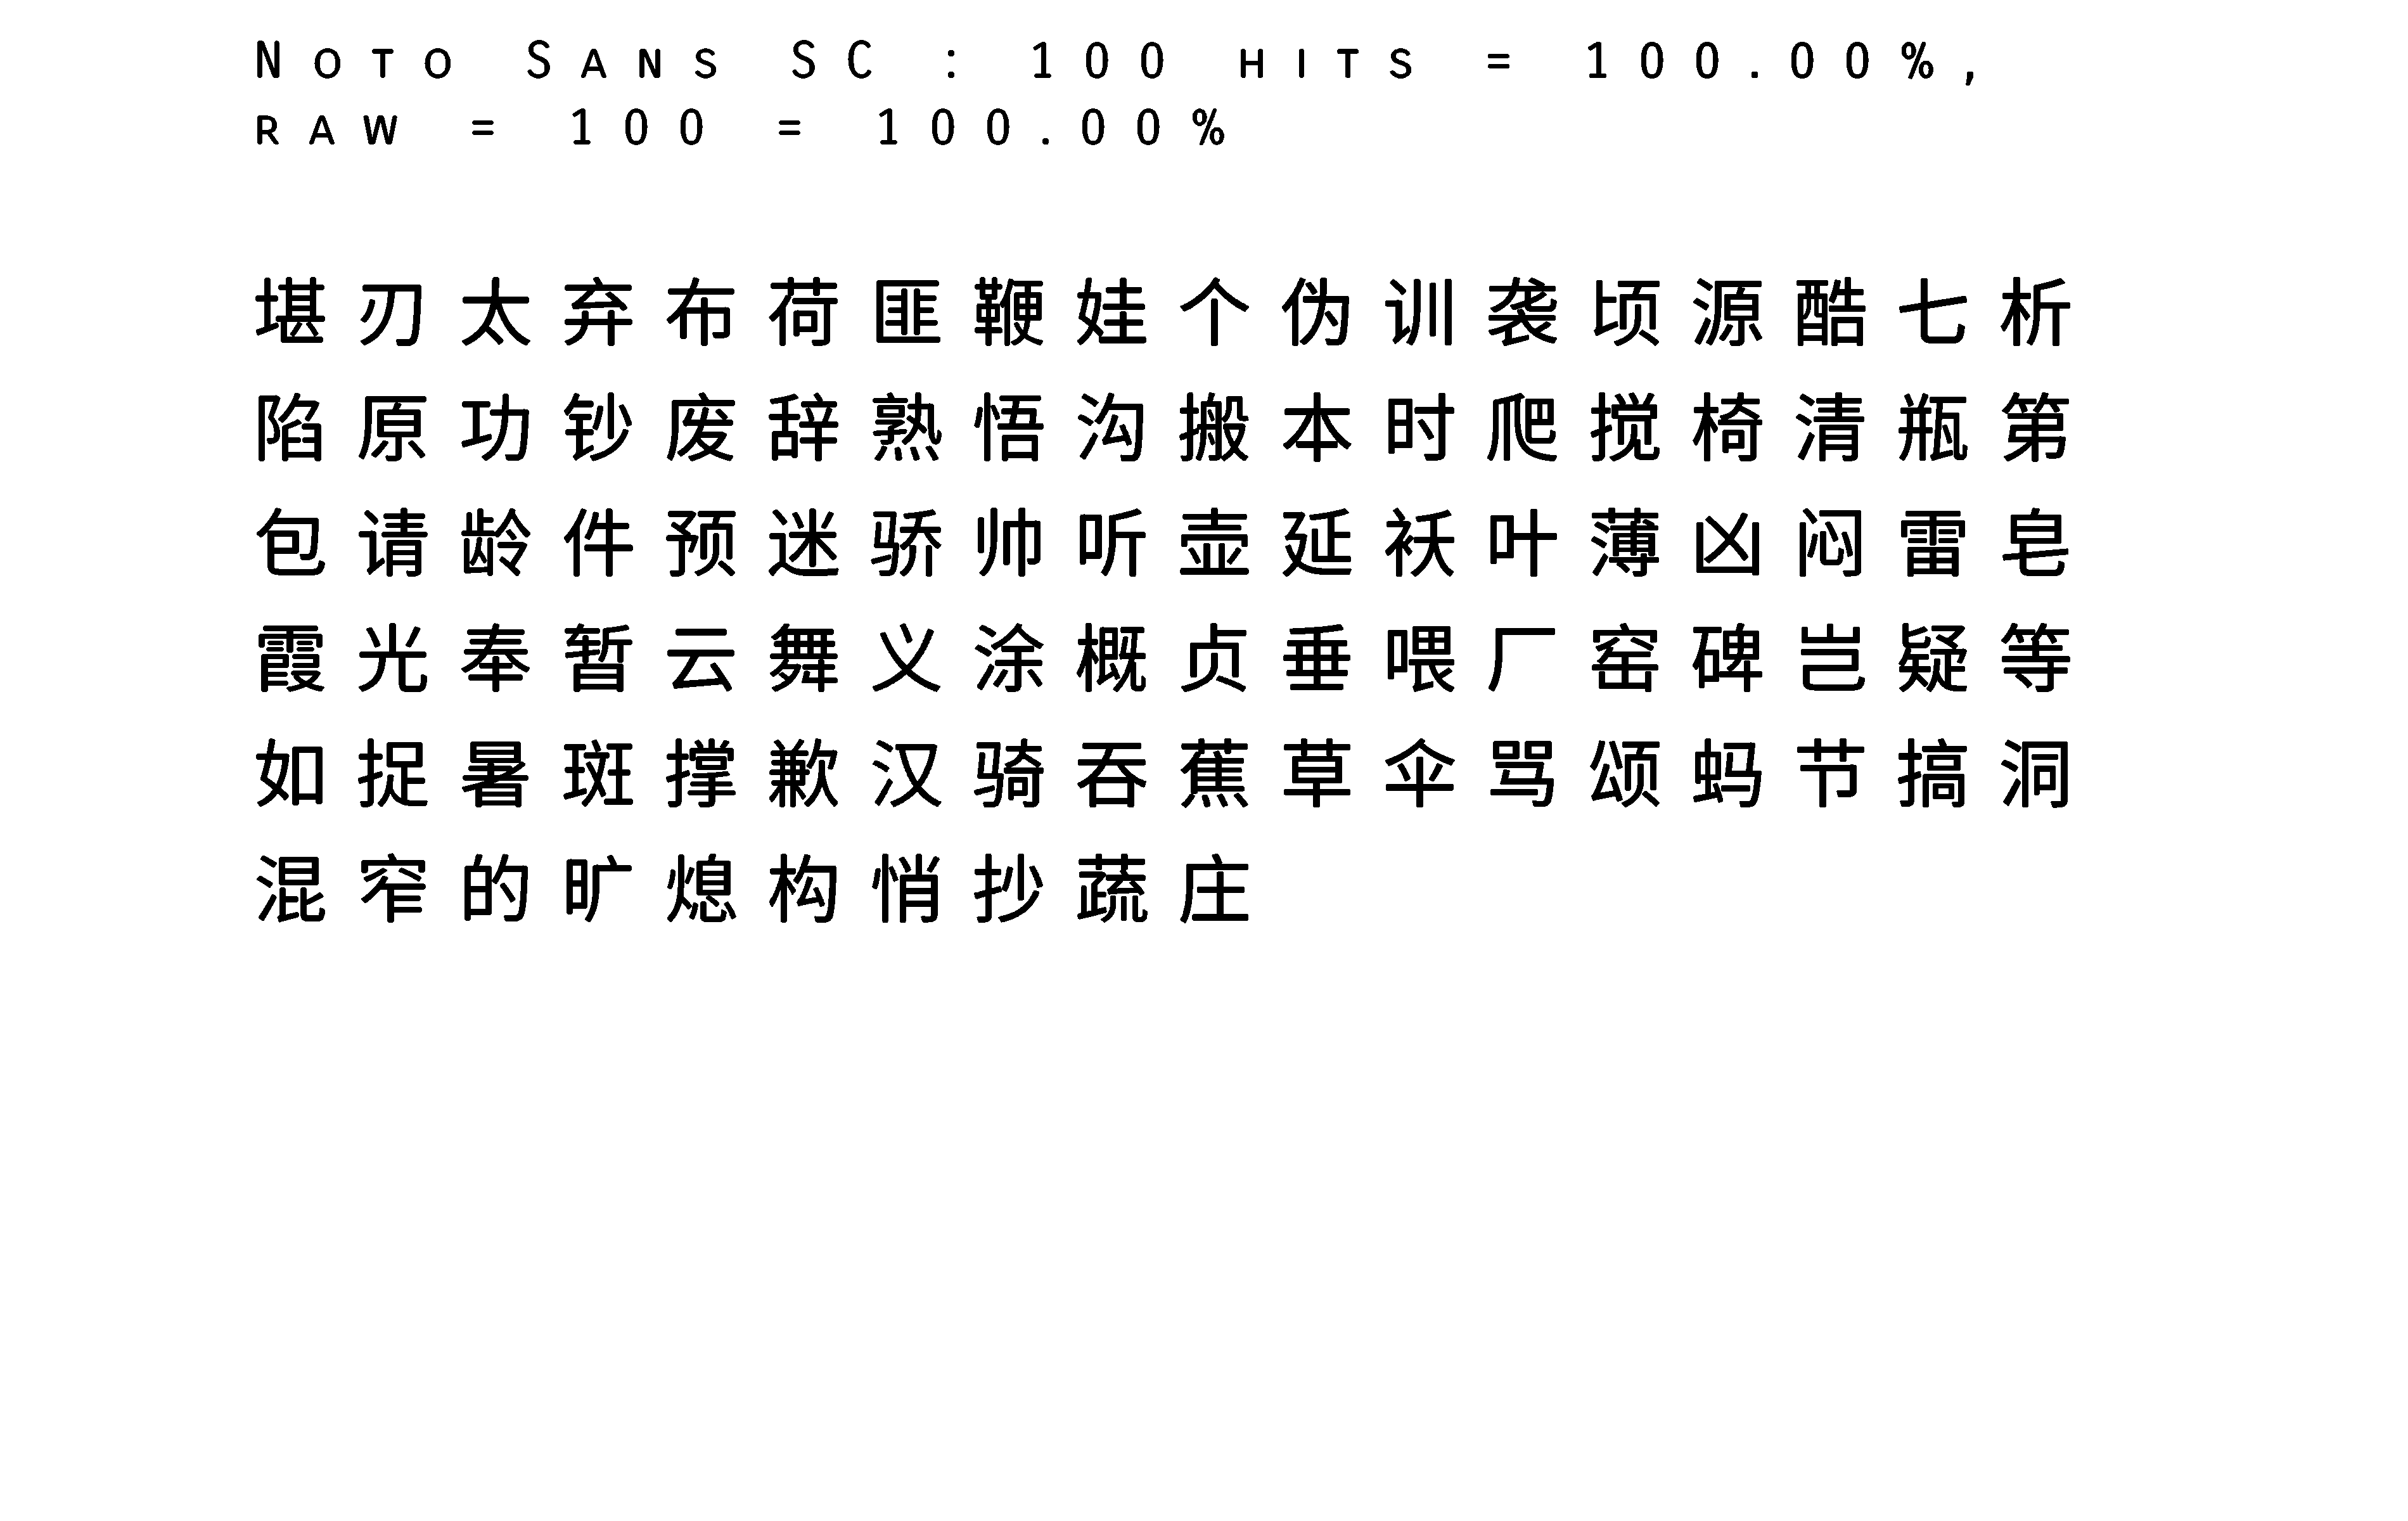 Noto Sans SC : 100 hits = 100.00%,
raw = 100 = 100.00%
堪刃太弃布荷匪鞭娃个伪训袭顷源酷七析
陷原功钞废辞熟悟沟搬本时爬搅椅清瓶第
包请龄件预迷骄帅听壶延袄叶薄凶闷雷皂
霞光奉暂云舞义涂概贞垂喂厂窑碑岂疑等
如捉暑斑撑歉汉骑吞蕉草伞骂颂蚂节搞洞
混窄的旷熄构悄抄蔬庄